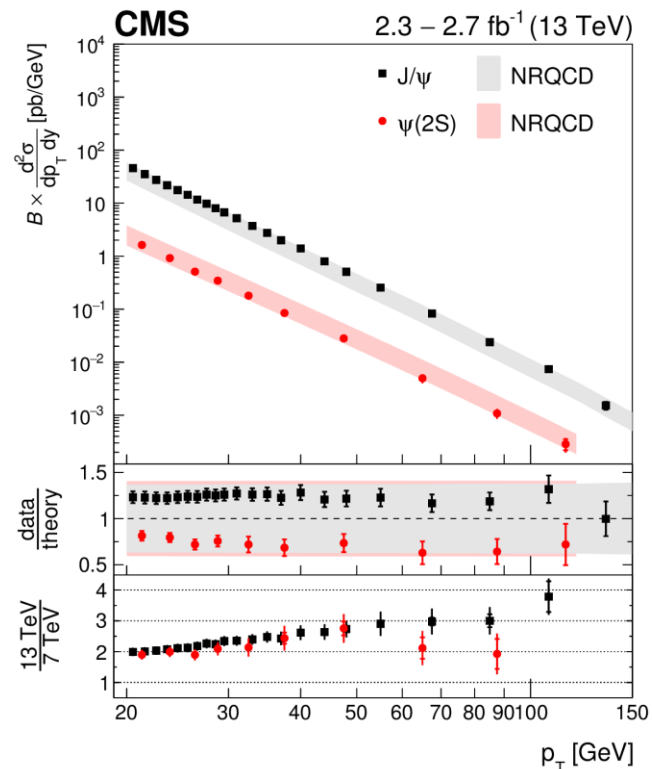 CMS 2.3 – 2.7 fb⁻¹ (13 TeV)
B × d²σ / dp_T dy [pb/GeV]
10⁴
10³
10²
10
1
10⁻¹
10⁻²
10⁻³
J/ψ NRQCD
ψ(2S) NRQCD
data / theory
1.5
1
0.5
13 TeV / 7 TeV
4
3
2
1
20 30 40 50 60 70 80 90 100 150
p_T [GeV]